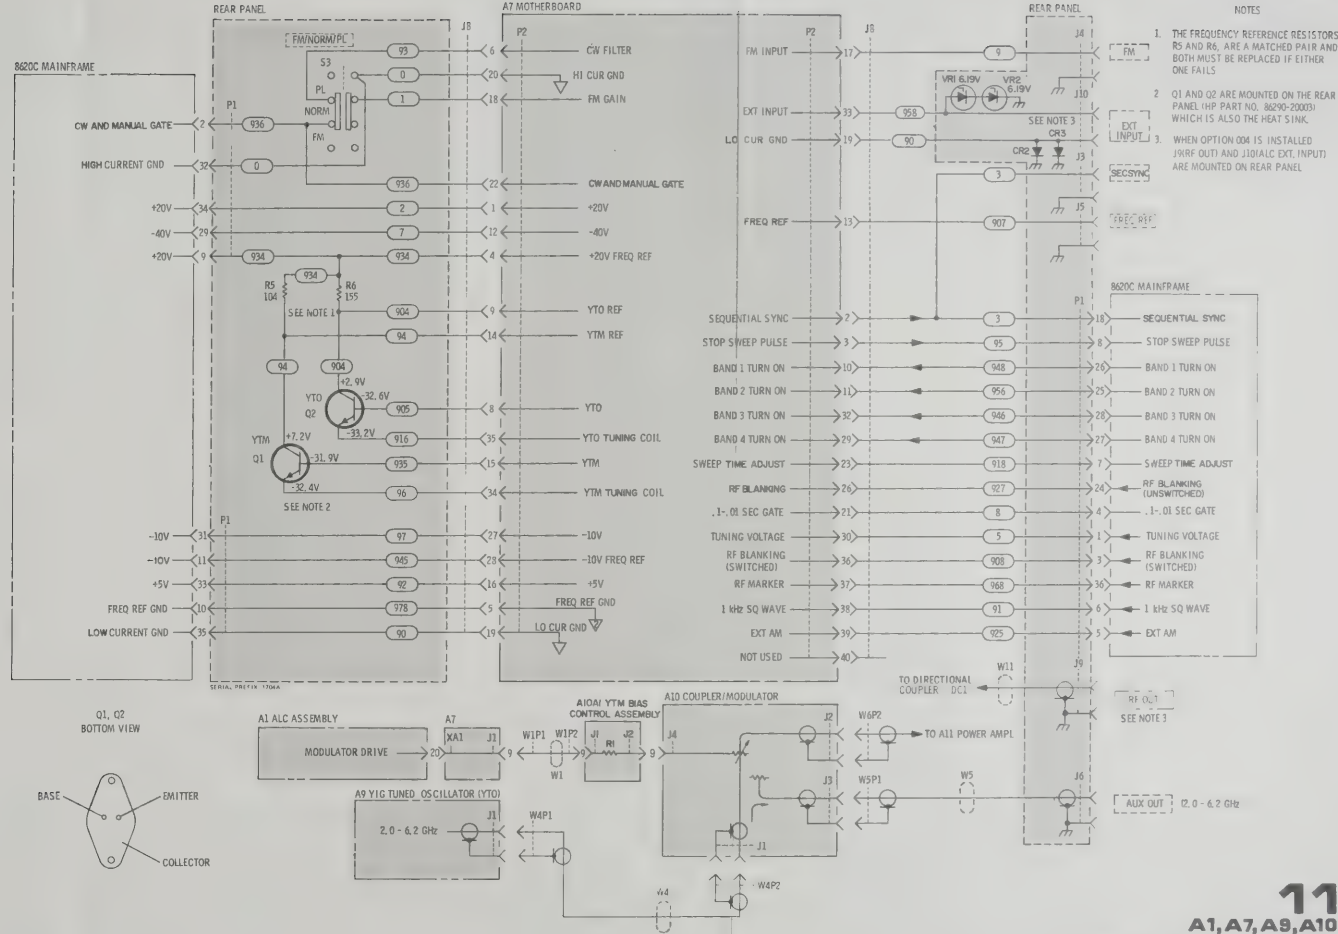 REAR PANEL
A7 MOTHERBOARD
REAR PANEL
NOTES
1. THE FREQUENCY REFERENCE RESISTORS
R5 AND R6, ARE A MATCHED PAIR AND
BOTH MUST BE REPLACED IF EITHER
ONE FAILS
2 Q1 AND Q2 ARE MOUNTED ON THE REAR
PANEL (HP PART NO. 86290-20003)
WHICH IS ALSO THE HEAT SINK.
3. WHEN OPTION 004 IS INSTALLED
J9(RF OUT) AND J10(ALC EXT. INPUT)
ARE MOUNTED ON REAR PANEL
8620C MAINFRAME
P1
FM/NORM/PL
S3
PL
NORM
FM
J8
P2
93 6 CW FILTER
0 20 HI CUR GND
1 18 FM GAIN
CW AND MANUAL GATE 2 936
HIGH CURRENT GND 32 0
936 22 CW AND MANUAL GATE
+20V 34 2 1 +20V
-40V 29 7 12 -40V
+20V 9 934 934 4 +20V FREQ REF
934
R5
104
R6
155
SEE NOTE 1
904 9 YTO REF
94 14 YTM REF
94
904
+2.9V
YTO
Q2
-32.6V
905 8 YTO
-33.2V
916 35 YTO TUNING COIL
YTM
Q1
+7.2V
-31.9V
935 15 YTM
-32.4V
96 34 YTM TUNING COIL
SEE NOTE 2
P1
-10V 31 97 27 -10V
-10V 11 945 28 -10V FREQ REF
+5V 33 92 16 +5V
FREQ REF GND 10 978 5 FREQ REF GND
2
LOW CURRENT GND 35 90 19 LO CUR GND
SERIAL PREFIX 1706A
P2
J8
J4
FM INPUT 17 9 FM
J10
VR1 6.19V
VR2
6.19V
EXT INPUT 33 958
SEE NOTE 3
EXT
INPUT
LO CUR GND 19 90
CR2
CR3
J3
3
SECSYNC
J5
FREQ REF 13 907 FREQ REF
8620C MAINFRAME
P1
SEQUENTIAL SYNC 2 3 18 SEQUENTIAL SYNC
STOP SWEEP PULSE 3 95 8 STOP SWEEP PULSE
BAND 1 TURN ON 10 948 26 BAND 1 TURN ON
BAND 2 TURN ON 11 956 25 BAND 2 TURN ON
BAND 3 TURN ON 32 946 28 BAND 3 TURN ON
BAND 4 TURN ON 29 947 27 BAND 4 TURN ON
SWEEP TIME ADJUST 23 918 7 SWEEP TIME ADJUST
RF BLANKING 26 927 24 RF BLANKING
(UNSWITCHED)
.1-.01 SEC GATE 21 8 4 .1-.01 SEC GATE
TUNING VOLTAGE 30 5 1 TUNING VOLTAGE
RF BLANKING
(SWITCHED) 36 908 3 RF BLANKING
(SWITCHED)
RF MARKER 37 968 36 RF MARKER
1 kHz SQ WAVE 38 91 6 1 kHz SQ WAVE
EXT AM 39 925 5 EXT AM
NOT USED 40
W11
J9
TO DIRECTIONAL
COUPLER DC1
RF OUT
SEE NOTE 3
Q1, Q2
BOTTOM VIEW
BASE
EMITTER
COLLECTOR
A1 ALC ASSEMBLY
MODULATOR DRIVE 20
A7
XA1 J1
9
W1P1 W1P2
W1
A10A1 YTM BIAS
CONTROL ASSEMBLY
9 J1 R1 J2 9
A10 COUPLER/MODULATOR
J4
J2
W6P2
TO A11 POWER AMPL
J3
W5P1
W5
J6
AUX OUT (2.0 - 6.2 GHz
J1
A9 YIG TUNED OSCILLATOR (YTO)
2.0 - 6.2 GHz
J1
W4P1
W4P2
W4
11
A1, A7, A9, A10